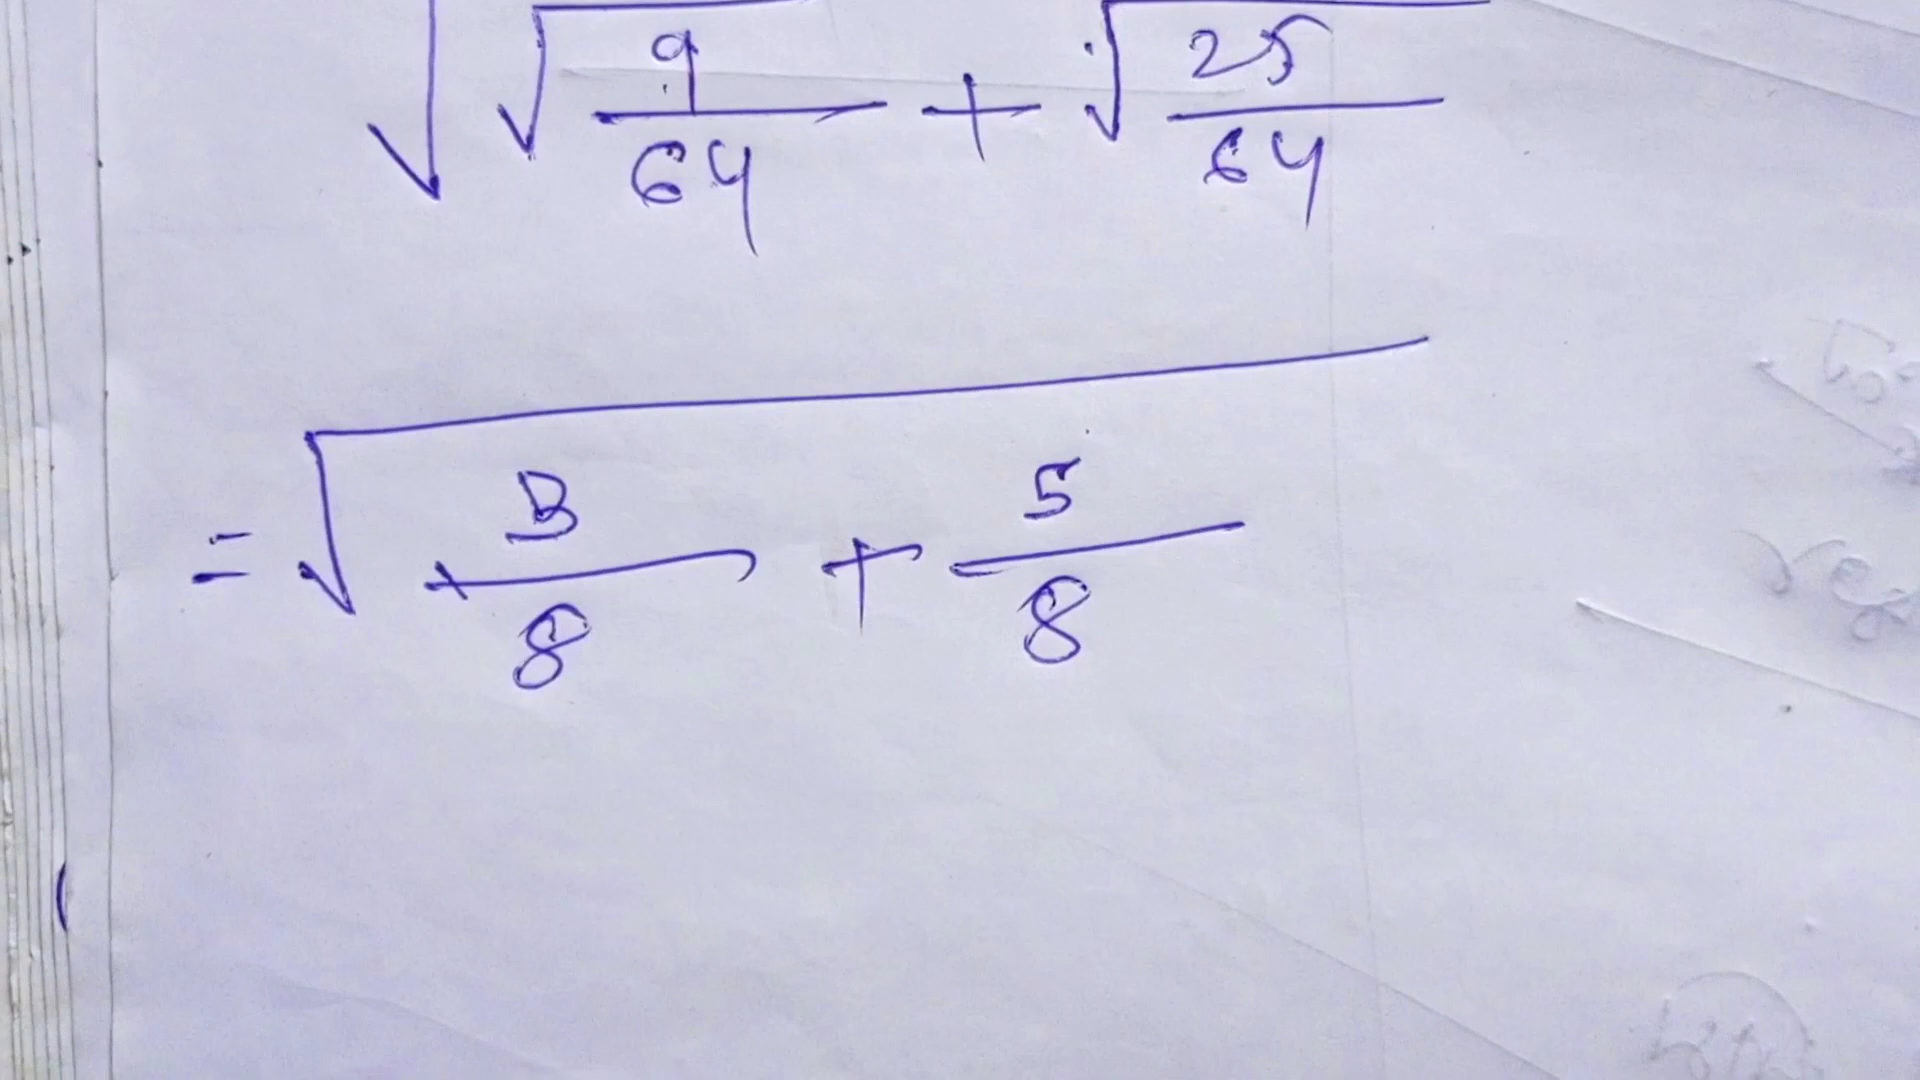 √ √9/64 + √25/64
= √ 3/8 + 5/8